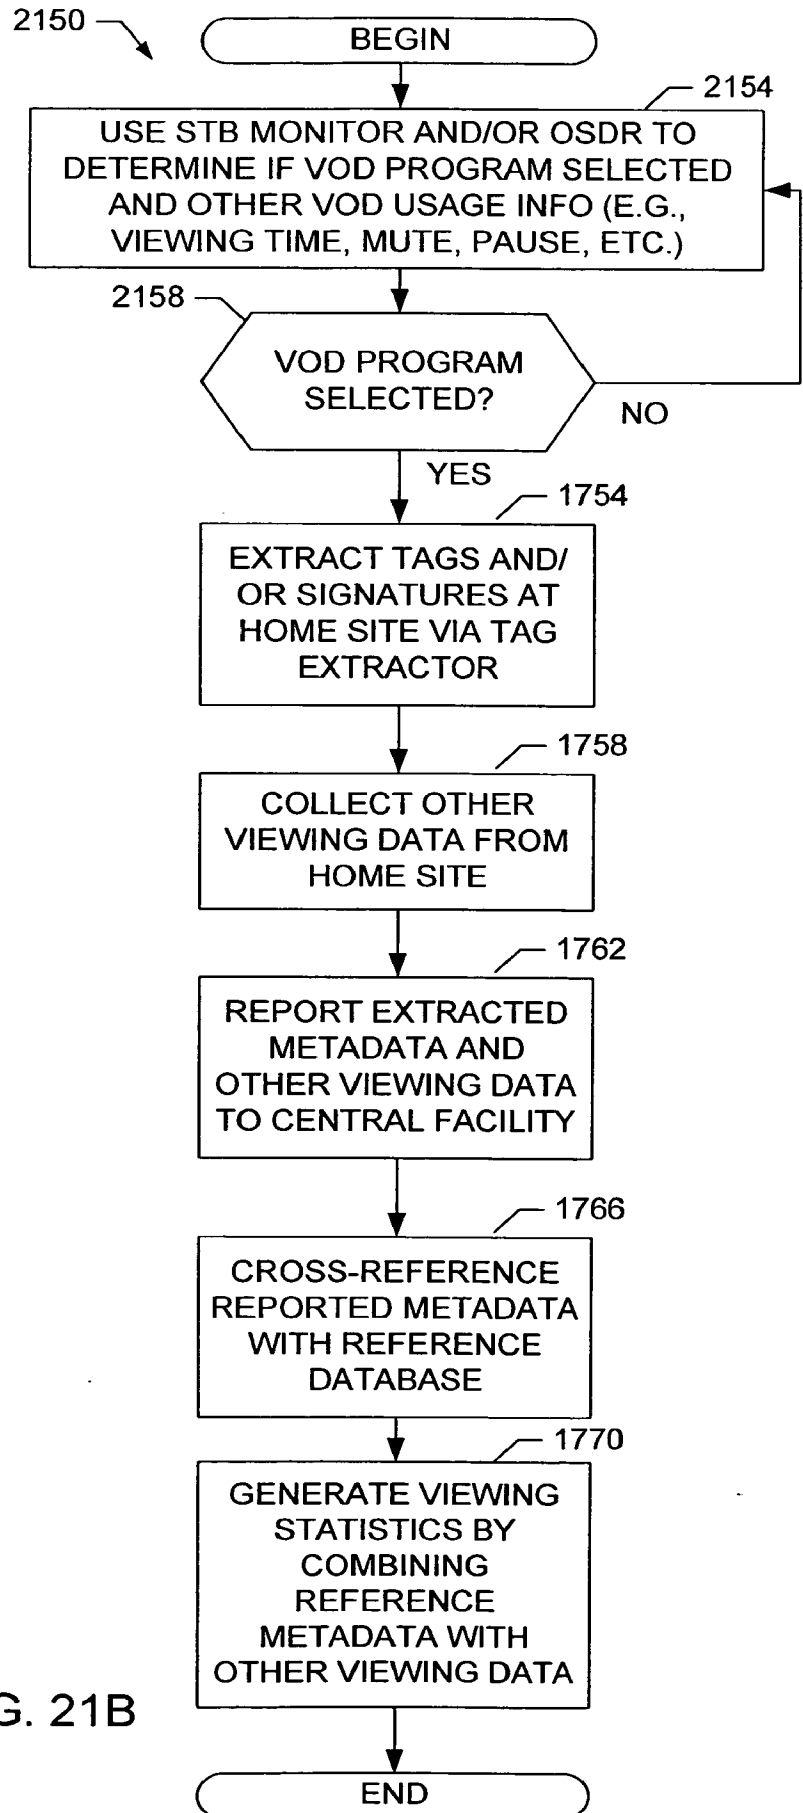 2150
BEGIN
2154
USE STB MONITOR AND/OR OSDR TO
DETERMINE IF VOD PROGRAM SELECTED
AND OTHER VOD USAGE INFO (E.G.,
VIEWING TIME, MUTE, PAUSE, ETC.)
2158
VOD PROGRAM
SELECTED?
NO
YES
1754
EXTRACT TAGS AND/
OR SIGNATURES AT
HOME SITE VIA TAG
EXTRACTOR
1758
COLLECT OTHER
VIEWING DATA FROM
HOME SITE
1762
REPORT EXTRACTED
METADATA AND
OTHER VIEWING DATA
TO CENTRAL FACILITY
1766
CROSS-REFERENCE
REPORTED METADATA
WITH REFERENCE
DATABASE
1770
GENERATE VIEWING
STATISTICS BY
COMBINING
REFERENCE
METADATA WITH
OTHER VIEWING DATA
G. 21B
END